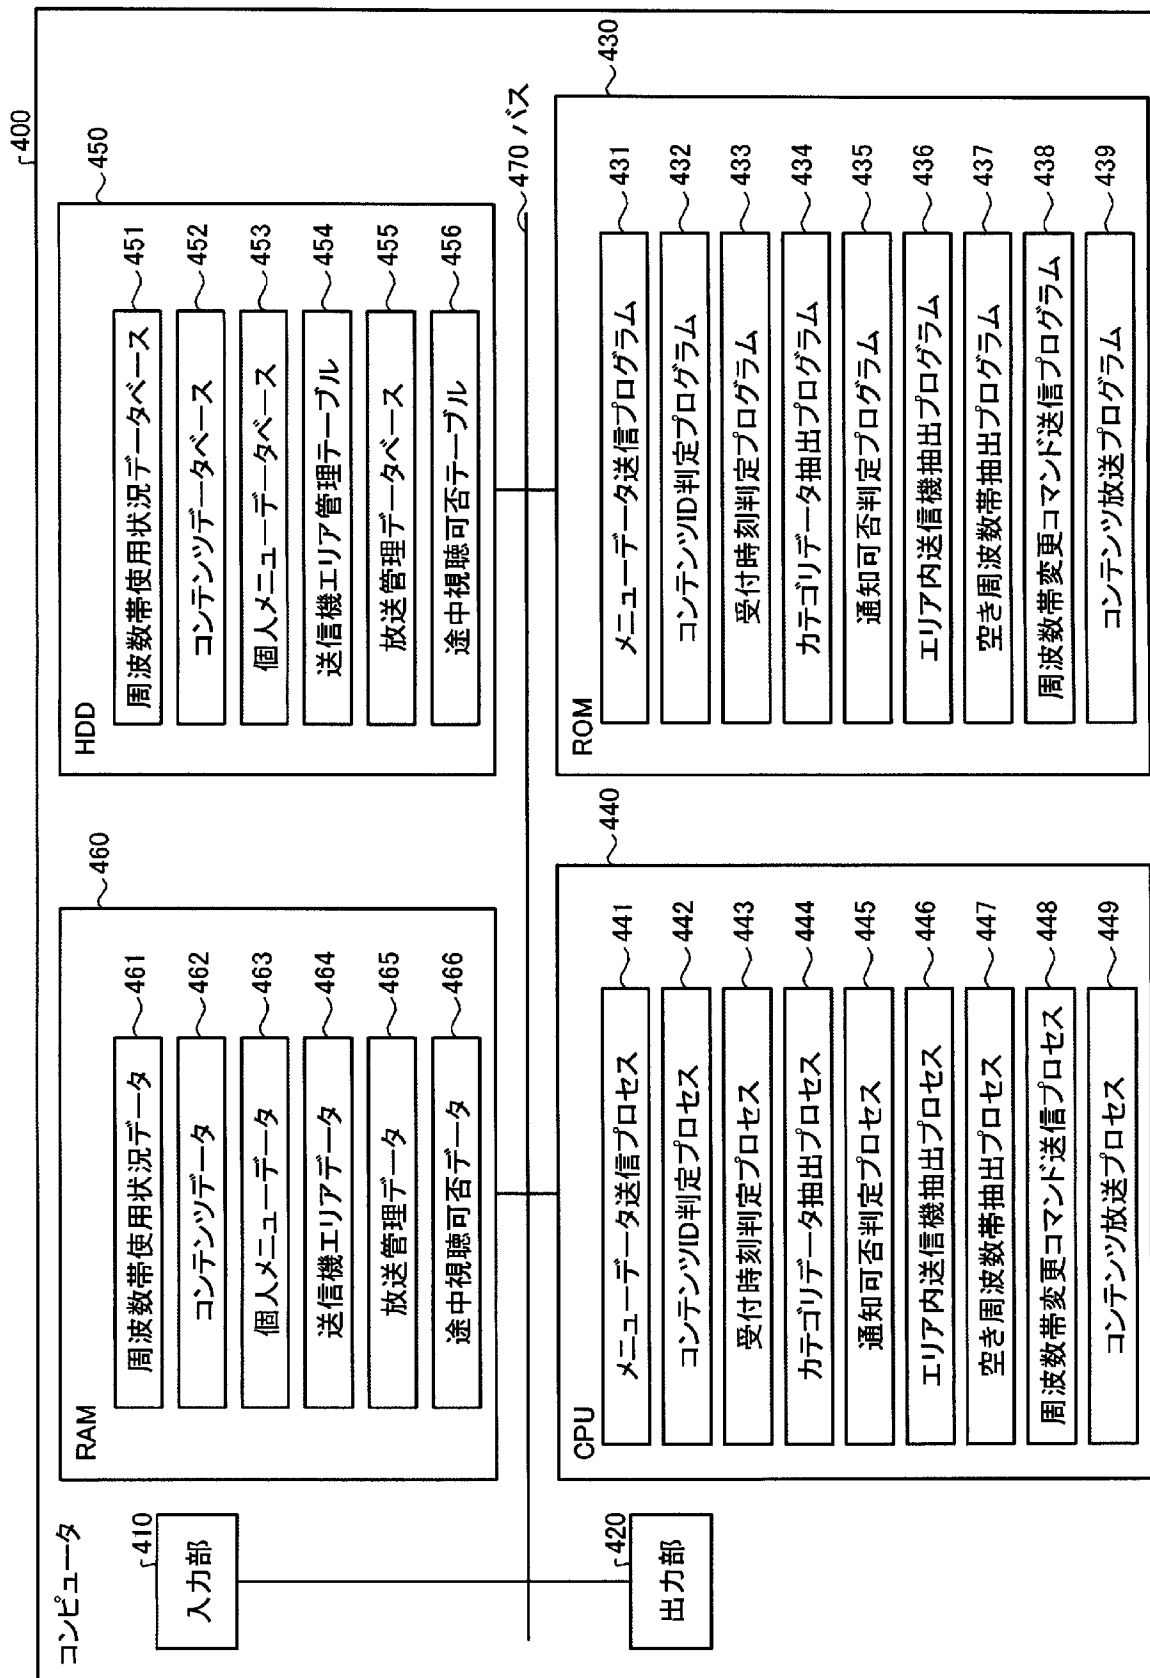 400
コンピュータ
410
入力部
420
出力部
460
RAM
周波数帯使用状況データ 461
コンテンツデータ 462
個人メニューデータ 463
送信機エリアデータ 464
放送管理データ 465
途中視聴可否データ 466
450
HDD
周波数帯使用状況データベース 451
コンテンツデータベース 452
個人メニューデータベース 453
送信機エリア管理テーブル 454
放送管理データベース 455
途中視聴可否テーブル 456
470 バス
440
CPU
メニューデータ送信プロセス 441
コンテンツID判定プロセス 442
受付時刻判定プロセス 443
カテゴリデータ抽出プロセス 444
通知可否判定プロセス 445
エリア内送信機抽出プロセス 446
空き周波数帯抽出プロセス 447
周波数帯変更コマンド送信プロセス 448
コンテンツ放送プロセス 449
430
ROM
メニューデータ送信プログラム 431
コンテンツID判定プログラム 432
受付時刻判定プログラム 433
カテゴリデータ抽出プログラム 434
通知可否判定プログラム 435
エリア内送信機抽出プログラム 436
空き周波数帯抽出プログラム 437
周波数帯変更コマンド送信プログラム 438
コンテンツ放送プログラム 439